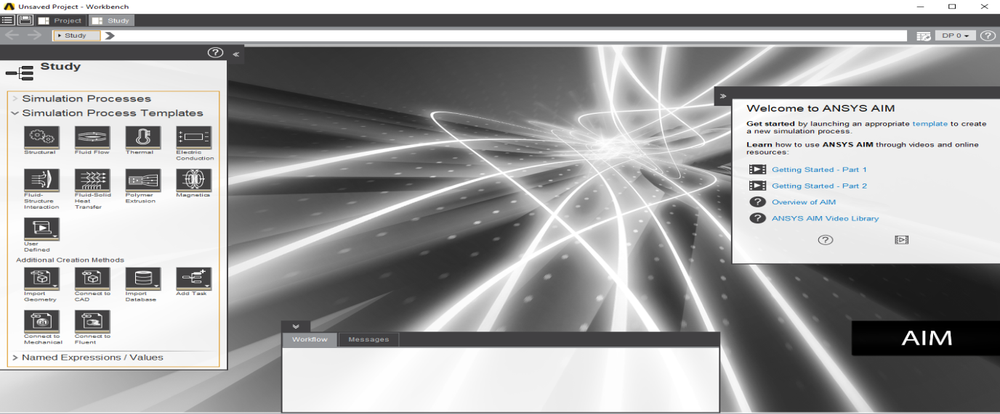 Unsaved Project - Workbench
Project
Study
Study
DP 0
Study
Simulation Processes
Simulation Process Templates
Structural
Fluid Flow
Thermal
Electric
Conduction
Fluid-
Structure
Interaction
Fluid-Solid
Heat
Transfer
Polymer
Extrusion
Magnetics
User
Defined
Additional Creation Methods
Import
Geometry
Connect to
CAD
Import
Database
Add Task
Connect to
Mechanical
Connect to
Fluent
Named Expressions / Values
Workflow
Messages
Welcome to ANSYS AIM
Get started by launching an appropriate template to create
a new simulation process.
Learn how to use ANSYS AIM through videos and online
resources:
Getting Started - Part 1
Getting Started - Part 2
Overview of AIM
ANSYS AIM Video Library
AIM